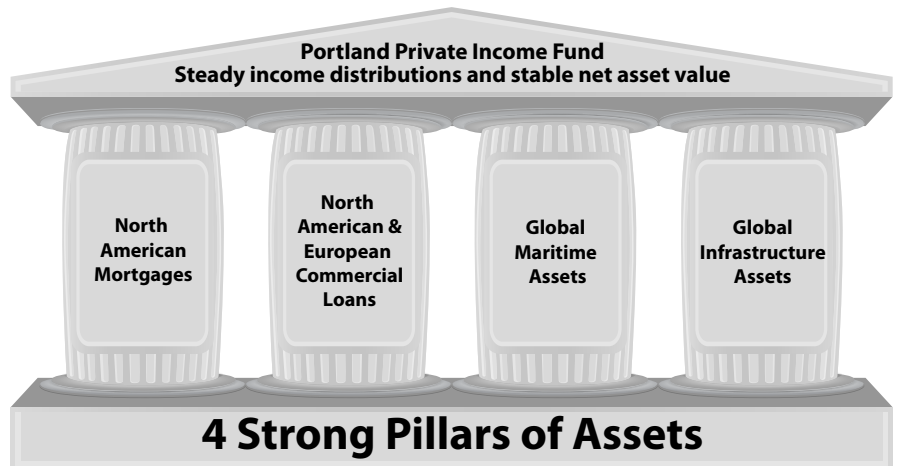 Portland Private Income Fund
Steady income distributions and stable net asset value
North
American
Mortgages
North
American &
European
Commercial
Loans
Global
Maritime
Assets
Global
Infrastructure
Assets
4 Strong Pillars of Assets